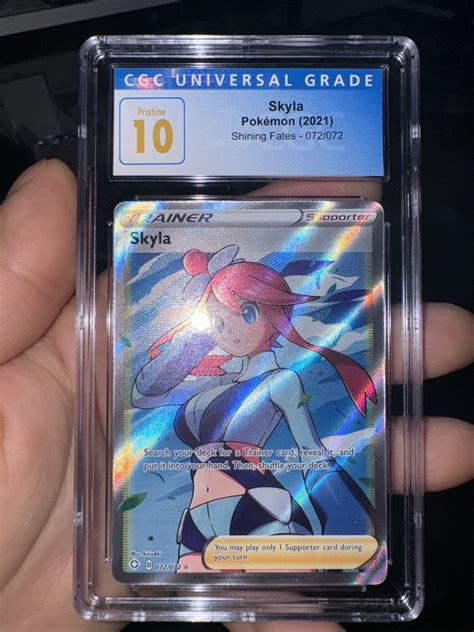 CGC UNIVERSAL GRADE
Pristine
10
Skyla
Pokémon (2021)
Shining Fates - 072/072
TRAINER
Supporter
Skyla
Search your deck for a Trainer card, reveal it, and
put it into your hand. Then, shuffle your deck.
You may play only 1 Supporter card during
your turn
D 072/072